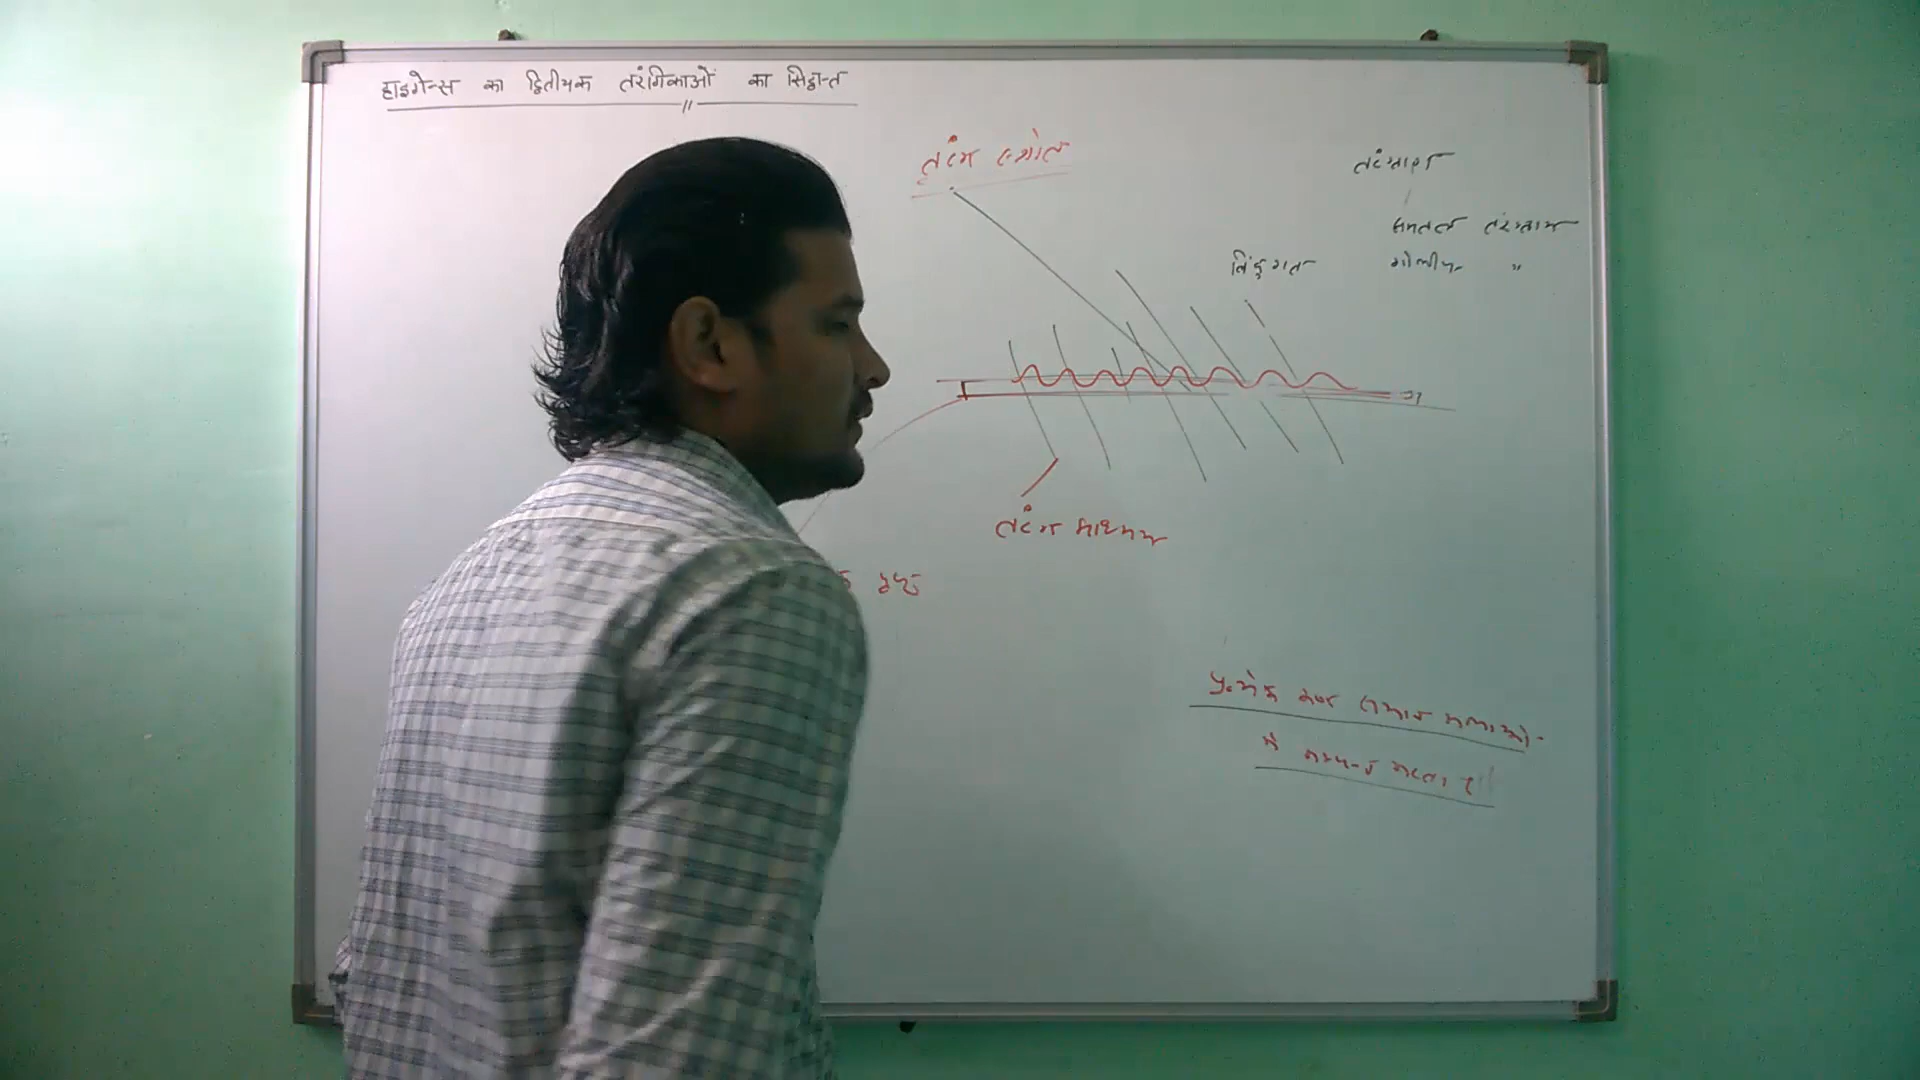 हाइगेन्स का द्वितीयक तरंगिकाओं का सिद्धान्त
तरंग स्त्रोत
तरंगाग्र
समतल तरंगाग्र
गोलीय "
बिंदुगत
तरंग माध्यम
पृष्ठ
प्रत्येक कण समान कलाओं
में कम्पन्न करता है